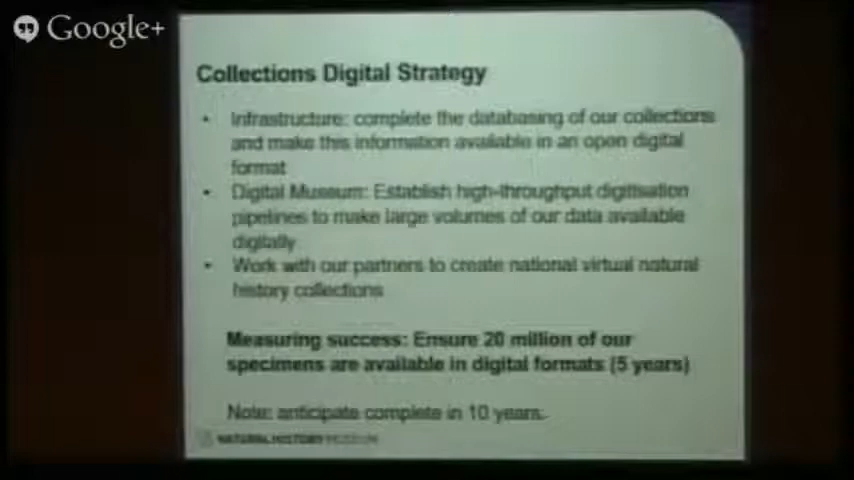 Google+
Collections Digital Strategy
• Infrastructure: complete the databasing of our collections
and make this information available in an open digital
format
• Digital Museum: Establish high-throughput digitisation
pipelines to make large volumes of our data available
digitally
• Work with our partners to create national virtual natural
history collections
Measuring success: Ensure 20 million of our
specimens are available in digital formats (5 years)
Note: anticipate complete in 10 years.
NATURAL HISTORY MUSEUM